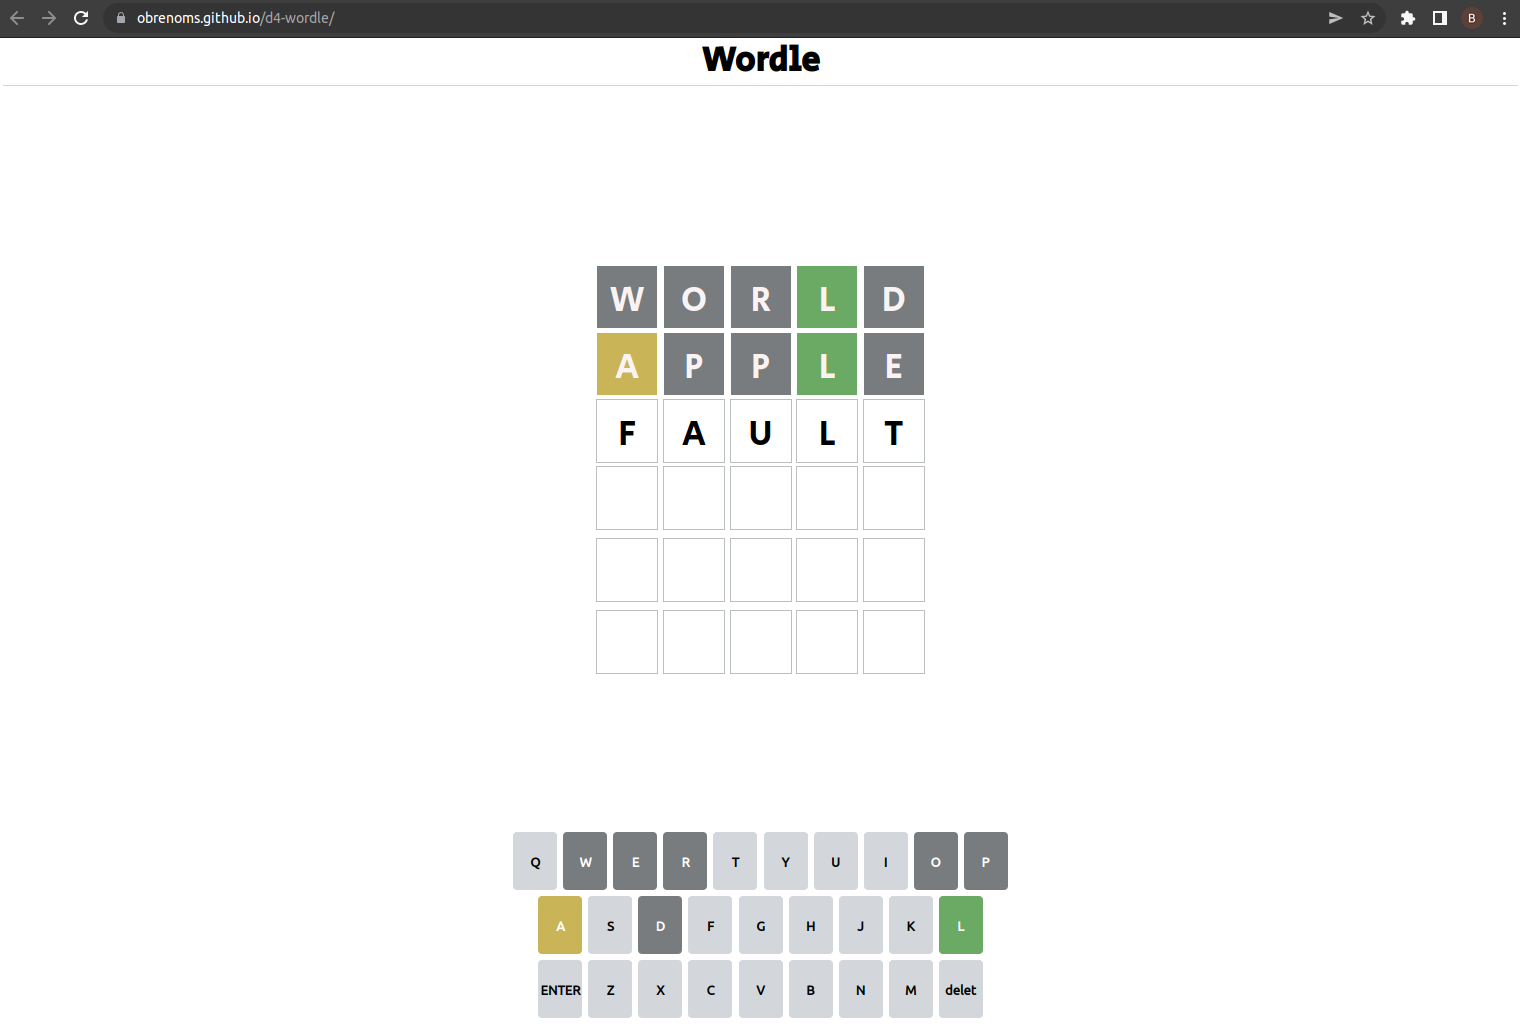 obrenoms.github.io/d4-wordle/
B
Wordle
W O R L D
A P P L E
F A U L T
Q W E R T Y U I O P
A S D F G H J K L
ENTER Z X C V B N M delet